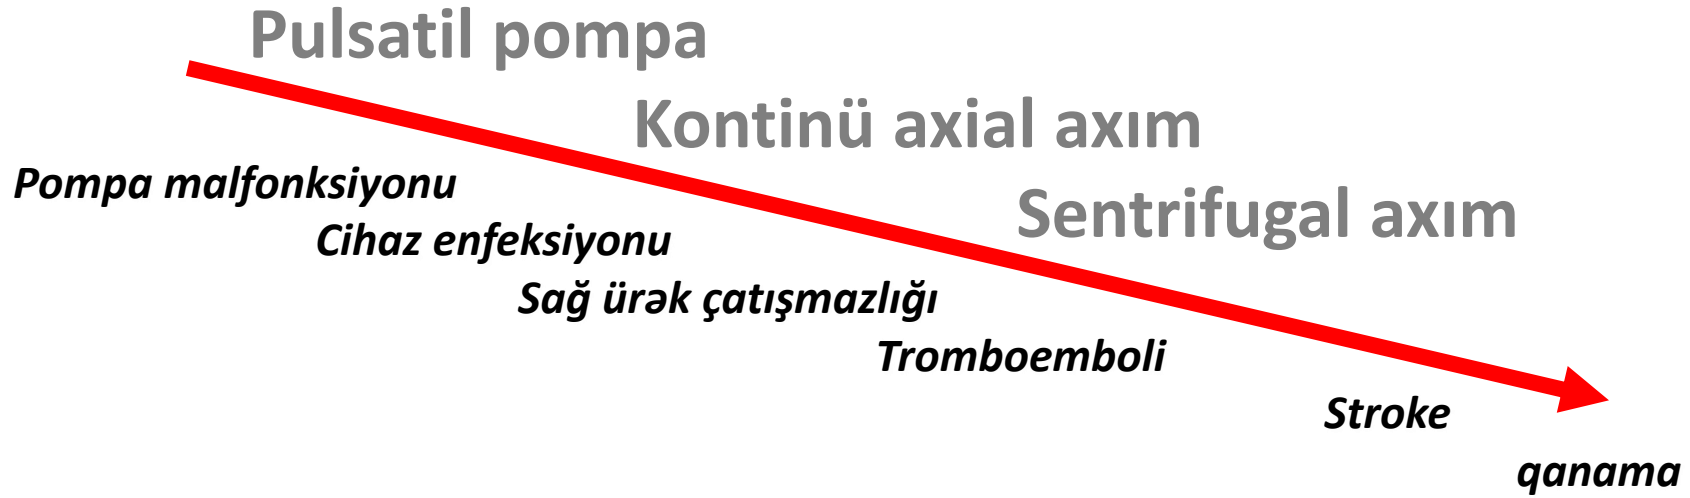 Pulsatil pompa
Kontinü axial axım
Pompa malfonksiyonu
Sentrifugal axım
Cihaz enfeksiyonu
Sağ ürək çatışmazlığı
Tromboemboli
Stroke
qanama